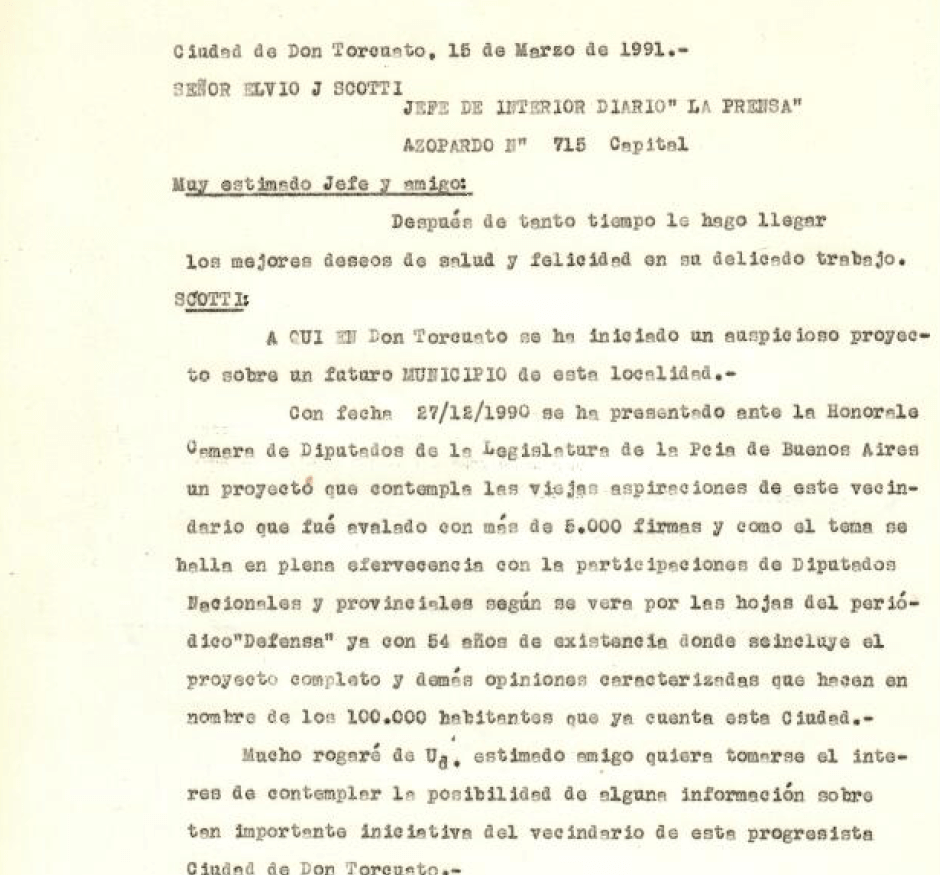 Ciudad de Don Torcuato, 15 de Marzo de 1991.-
SEÑOR ELVIO J SCOTTI
JEFE DE INTERIOR DIARIO" LA PRENSA"
AZOPARDO N" 715 Capital
Muy estimado Jefe y amigo:
Después de tanto tiempo le hago llegar
los mejores deseos de salud y felicidad en su delicado trabajo.
SCOTTI:
A QUI EN Don Torcuato se ha iniciado un auspicioso proyec-
to sobre un futuro MUNICIPIO de esta localidad.-
Con fecha 27/12/1990 se ha presentado ante la Honorale
Camara de Diputados de la Legislatura de la Pcia de Buenos Aires
un proyectó que contempla las viejas aspiraciones de este vecin-
dario que fué avalado con más de 5.000 firmas y como el tema se
halla en plena efervecencia con la participaciones de Diputados
Nacionales y provinciales según se vera por las hojas del perió-
dico"Defensa" ya con 54 años de existencia donde seincluye el
proyecto completo y demás opiniones caracterizadas que hacen en
nombre de los 100.000 habitantes que ya cuenta esta Ciudad.-
Mucho rogaré de Ud. estimado amigo quiera tomarse el inte-
res de contemplar la posibilidad de alguna información sobre
tan importante iniciativa del vecindario de esta progresista
Ciudad de Don Torcuato.-